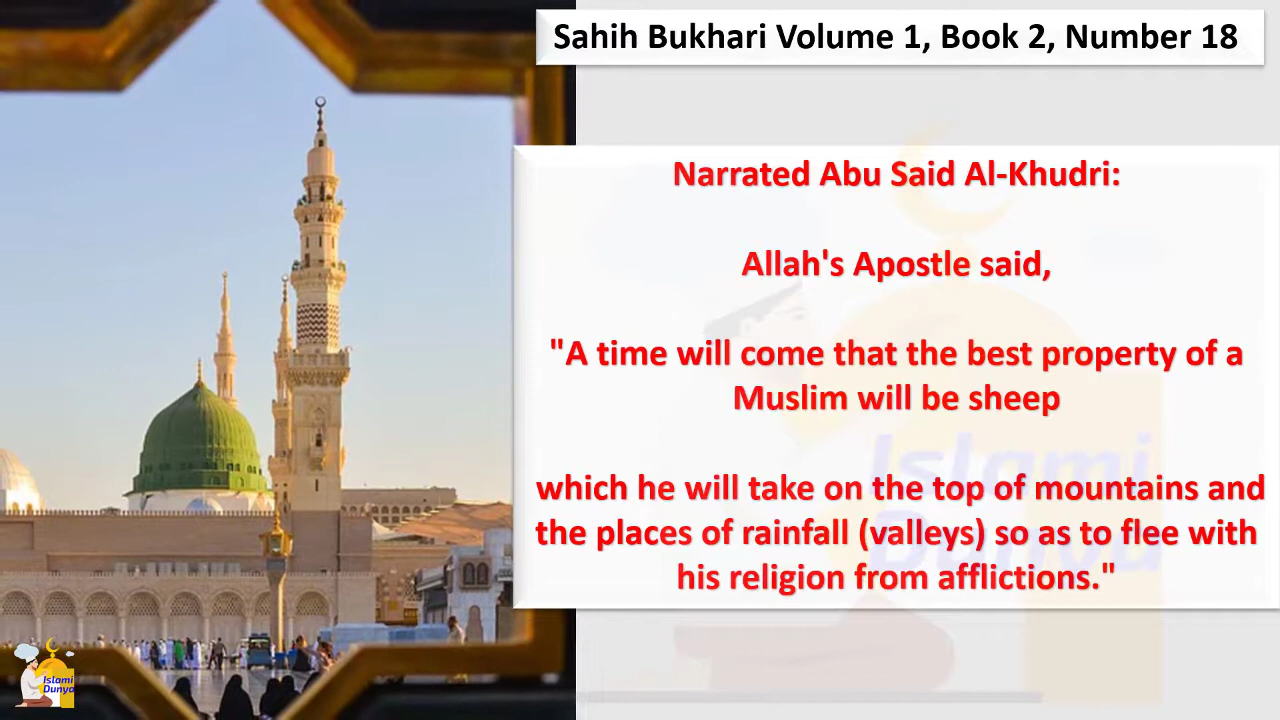 Sahih Bukhari Volume 1, Book 2, Number 18
Narrated Abu Said Al-Khudri:
Allah's Apostle said,
"A time will come that the best property of a
Muslim will be sheep
which he will take on the top of mountains and
the places of rainfall (valleys) so as to flee with
his religion from afflictions."
Islami
Dunya
Islami
Dunya